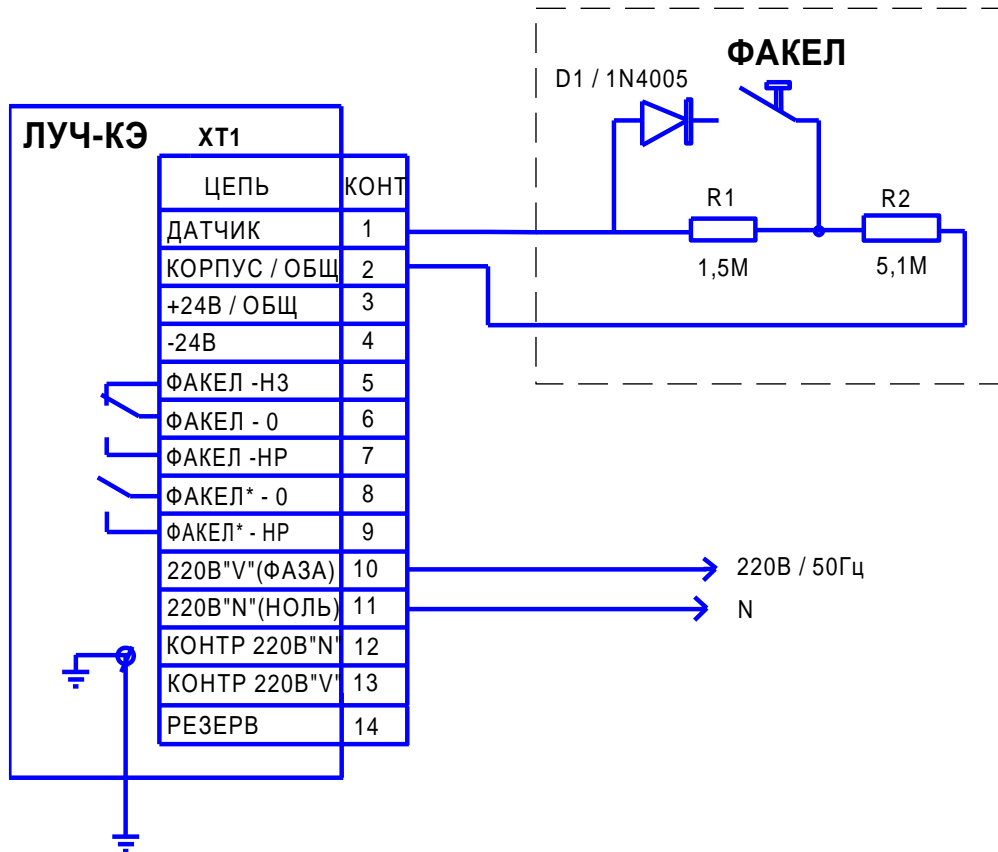 ФАКЕЛ
D1 / 1N4005
ЛУЧ-КЭ XT1
ЦЕПЬ КОНТ
ДАТЧИК 1
КОРПУС / ОБЩ 2
+24В / ОБЩ 3
-24В 4
ФАКЕЛ -НЗ 5
ФАКЕЛ - 0 6
ФАКЕЛ -НР 7
ФАКЕЛ* - 0 8
ФАКЕЛ* - НР 9
220В"V"(ФАЗА) 10
220В"N"(НОЛЬ) 11
КОНТР 220В"N" 12
КОНТР 220В"V" 13
РЕЗЕРВ 14
R1 R2
1,5М 5,1М
220В / 50Гц
N